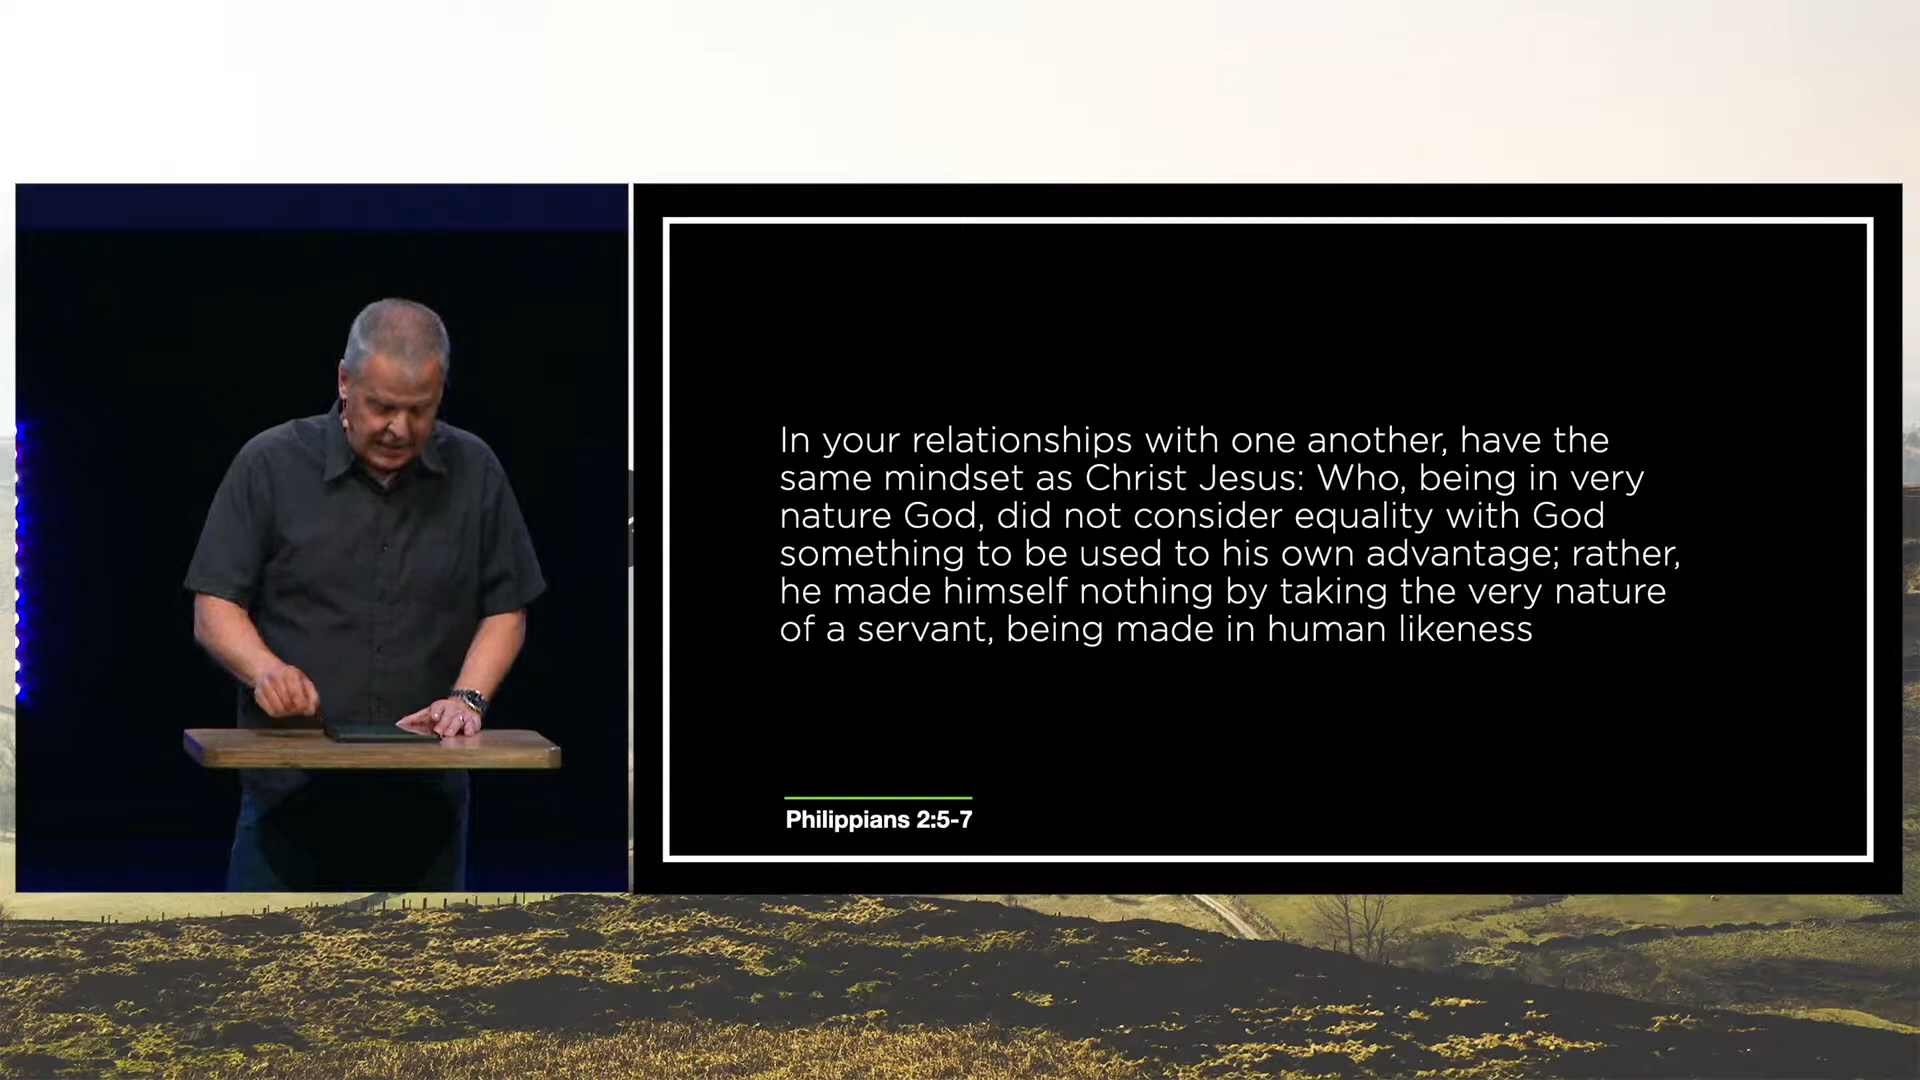 In your relationships with one another, have the
same mindset as Christ Jesus: Who, being in very
nature God, did not consider equality with God
something to be used to his own advantage; rather,
he made himself nothing by taking the very nature
of a servant, being made in human likeness
Philippians 2:5-7